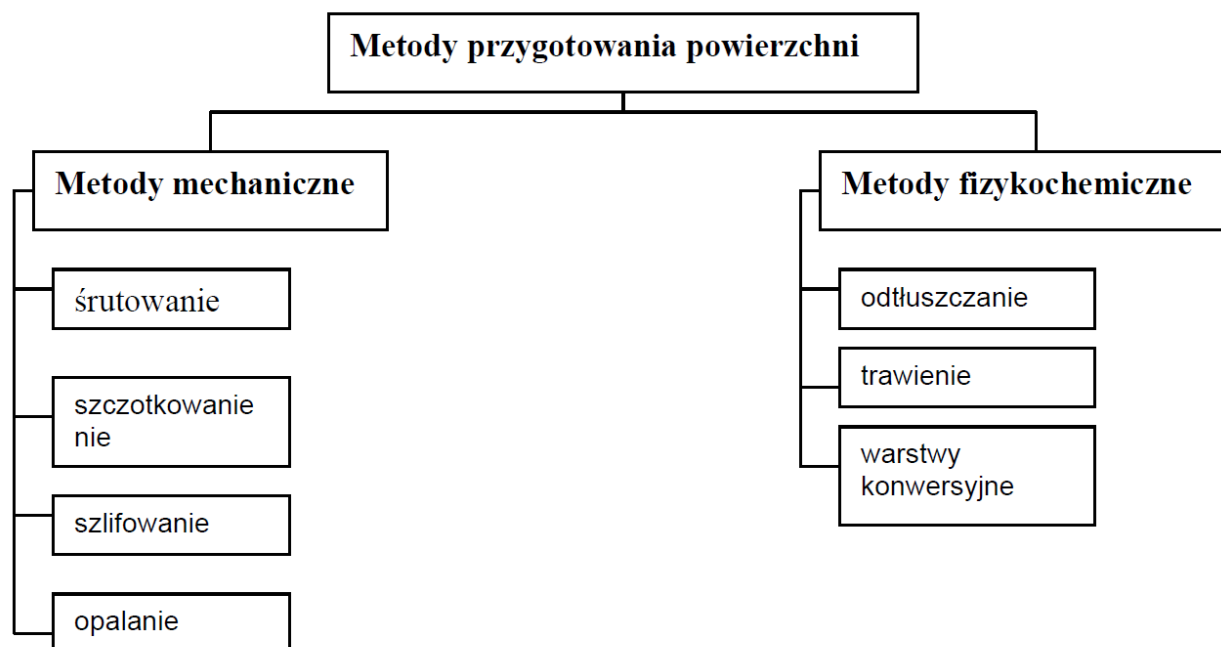 Metody przygotowania powierzchni
Metody mechaniczne
śrutowanie
szczotkowanie
nie
szlifowanie
opalanie
Metody fizykochemiczne
odtłuszczanie
trawienie
warstwy
konwersyjne